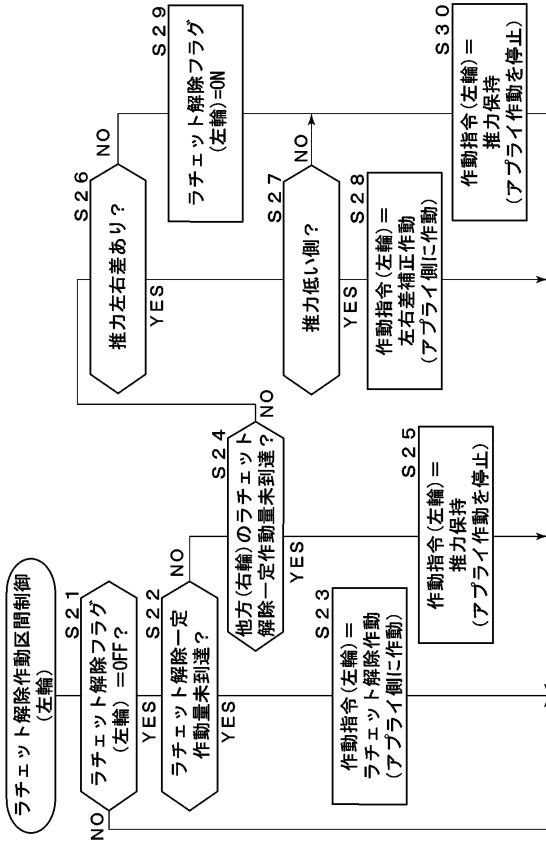 ラチェット解除作動区間制御
(左輪)
S21
ラチェット解除フラグ
(左輪)=OFF?
NO
YES
S22
ラチェット解除一定
作動量未到達?
NO
YES
S23
作動指令(左輪)=
ラチェット解除作動
(アプライ側に作動)
S24
他方(右輪)のラチェット
解除一定作動量未到達?
NO
YES
S25
作動指令(左輪)=
推力保持
(アプライ作動を停止)
S26
推力左右差あり?
NO
YES
S29
ラチェット解除フラグ
(左輪)=ON
S27
推力低い側?
NO
YES
S28
作動指令(左輪)=
左右差補正作動
(アプライ側に作動)
S30
作動指令(左輪)=
推力保持
(アプライ作動を停止)